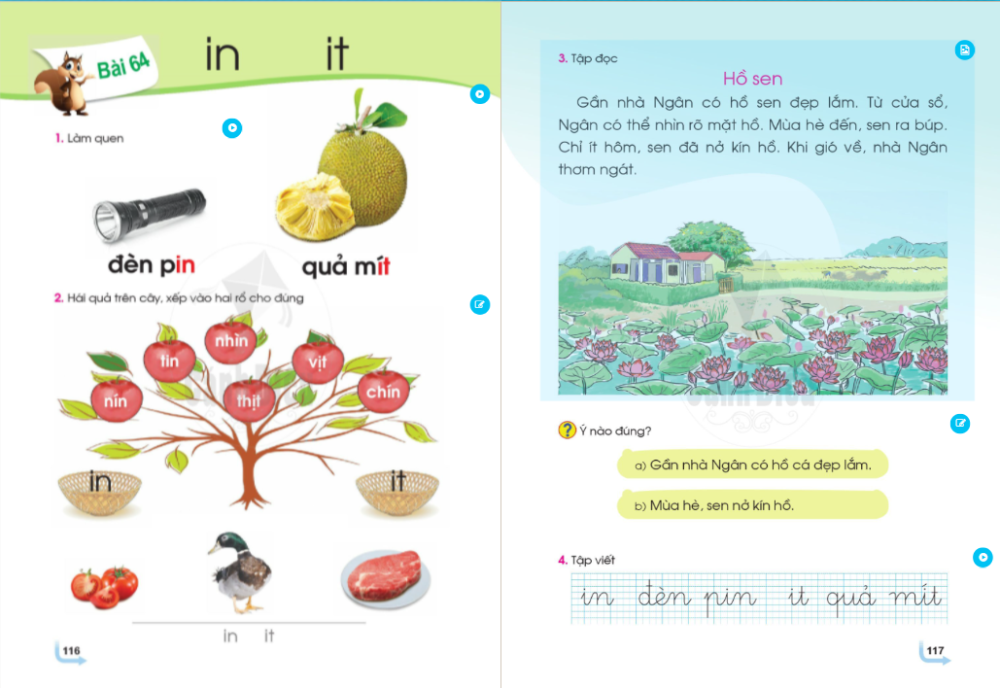 Bài 64
in it
1. Làm quen
đèn pin quả mít
2. Hái quả trên cây, xếp vào hai rổ cho đúng
nhìn
tin
vịt
nín
thịt
chín
in it
in it
116
3. Tập đọc
Hồ sen
Gần nhà Ngân có hồ sen đẹp lắm. Từ cửa sổ,
Ngân có thể nhìn rõ mặt hồ. Mùa hè đến, sen ra búp.
Chỉ ít hôm, sen đã nở kín hồ. Khi gió về, nhà Ngân
thơm ngát.
? Ý nào đúng?
a) Gần nhà Ngân có hồ cá đẹp lắm.
b) Mùa hè, sen nở kín hồ.
4. Tập viết
in đèn pin it quả mít
117